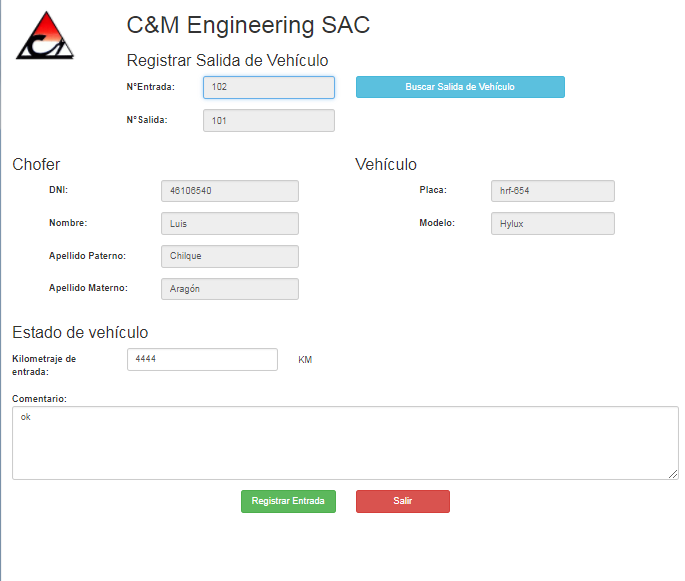 C&M Engineering SAC
Registrar Salida de Vehículo
N°Entrada: 102 Buscar Salida de Vehículo
N°Salida: 101
Chofer Vehículo
DNI: 46106540 Placa: hrf-654
Nombre: Luis Modelo: Hylux
Apellido Paterno: Chilque
Apellido Materno: Aragón
Estado de vehículo
Kilometraje de
entrada: 4444 KM
Comentario:
ok
Registrar Entrada Salir